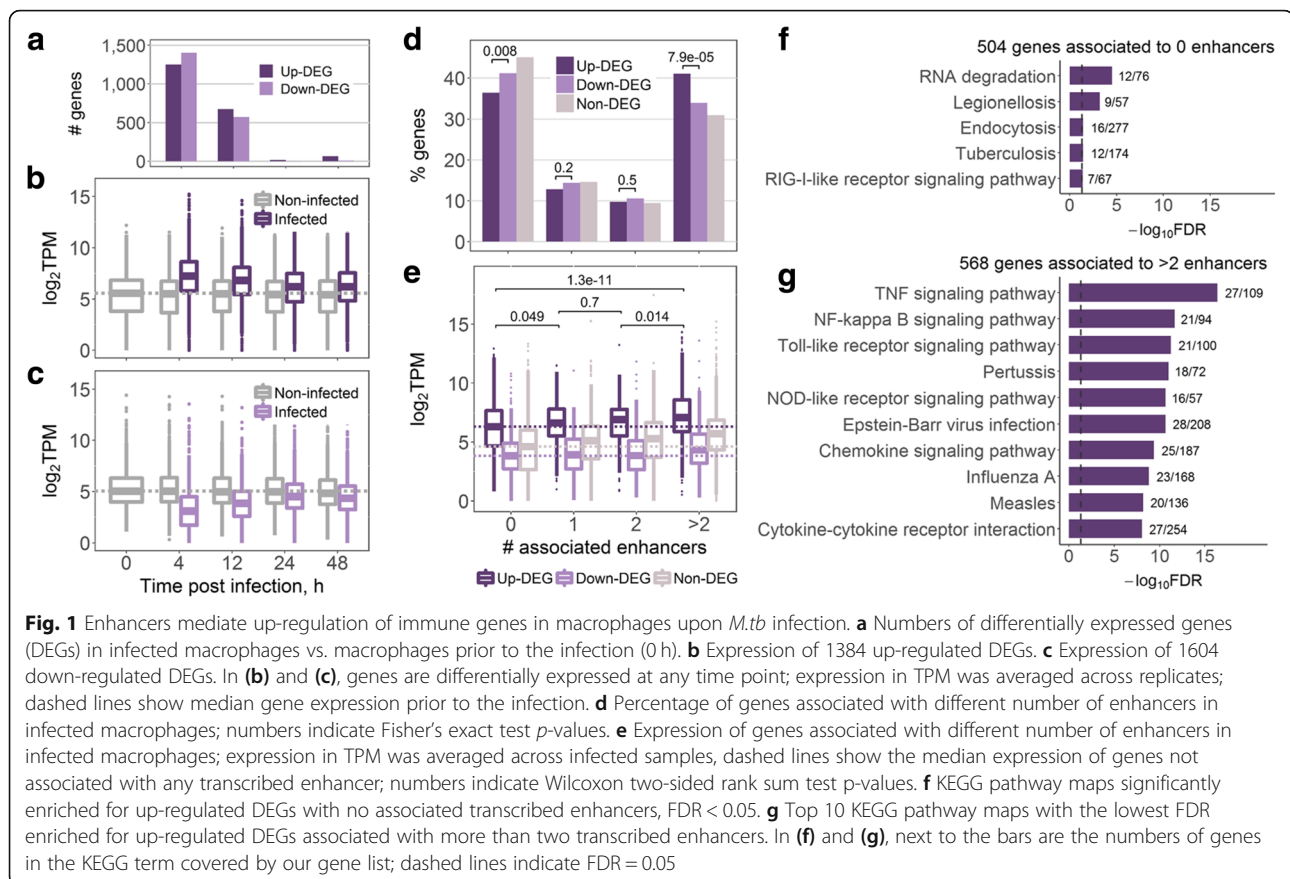 a
1,500
1,000
500
0
# genes
Up-DEG
Down-DEG
b
15
10
5
0
log2TPM
Non-infected
Infected
c
15
10
5
0
log2TPM
Non-infected
Infected
0 4 12 24 48
Time post infection, h
d
40
30
20
10
0
% genes
0.008
0.2
0.5
7.9e-05
Up-DEG
Down-DEG
Non-DEG
e
15
10
5
0
log2TPM
1.3e-11
0.049
0.7
0.014
0 1 2 >2
# associated enhancers
Up-DEG Down-DEG Non-DEG
f
504 genes associated to 0 enhancers
RNA degradation 12/76
Legionellosis 9/57
Endocytosis 16/277
Tuberculosis 12/174
RIG-I-like receptor signaling pathway 7/67
0 5 10 15
−log10FDR
g
568 genes associated to >2 enhancers
TNF signaling pathway 27/109
NF-kappa B signaling pathway 21/94
Toll-like receptor signaling pathway 21/100
Pertussis 18/72
NOD-like receptor signaling pathway 16/57
Epstein-Barr virus infection 28/208
Chemokine signaling pathway 25/187
Influenza A 23/168
Measles 20/136
Cytokine-cytokine receptor interaction 27/254
0 5 10 15
−log10FDR
Fig. 1 Enhancers mediate up-regulation of immune genes in macrophages upon M.tb infection. a Numbers of differentially expressed genes
(DEGs) in infected macrophages vs. macrophages prior to the infection (0 h). b Expression of 1384 up-regulated DEGs. c Expression of 1604
down-regulated DEGs. In (b) and (c), genes are differentially expressed at any time point; expression in TPM was averaged across replicates;
dashed lines show median gene expression prior to the infection. d Percentage of genes associated with different number of enhancers in
infected macrophages; numbers indicate Fisher's exact test p-values. e Expression of genes associated with different number of enhancers in
infected macrophages; expression in TPM was averaged across infected samples, dashed lines show the median expression of genes not
associated with any transcribed enhancer; numbers indicate Wilcoxon two-sided rank sum test p-values. f KEGG pathway maps significantly
enriched for up-regulated DEGs with no associated transcribed enhancers, FDR < 0.05. g Top 10 KEGG pathway maps with the lowest FDR
enriched for up-regulated DEGs associated with more than two transcribed enhancers. In (f) and (g), next to the bars are the numbers of genes
in the KEGG term covered by our gene list; dashed lines indicate FDR = 0.05